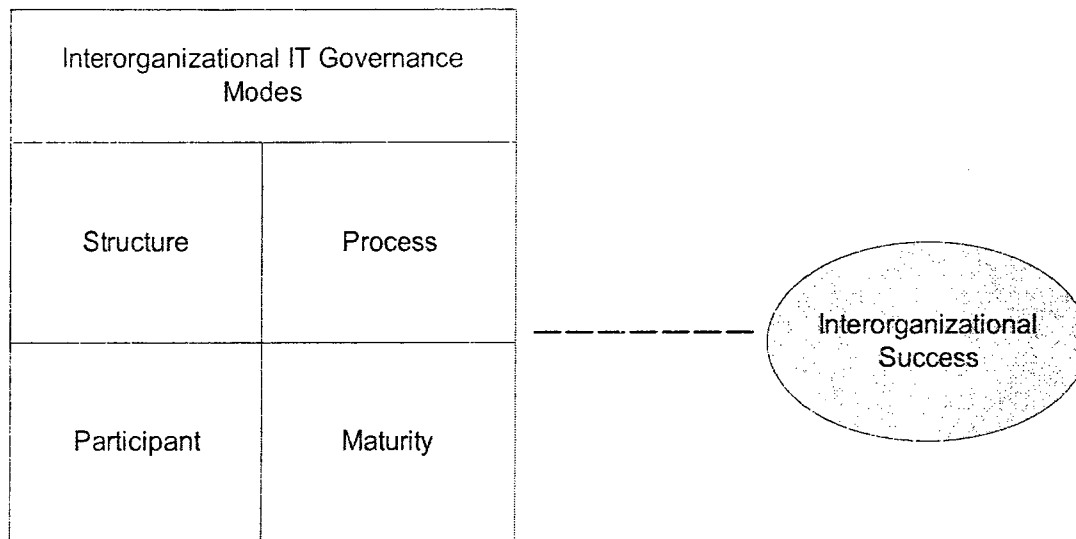 Interorganizational IT Governance
Modes
Structure
Process
Participant
Maturity
Interorganizational
Success